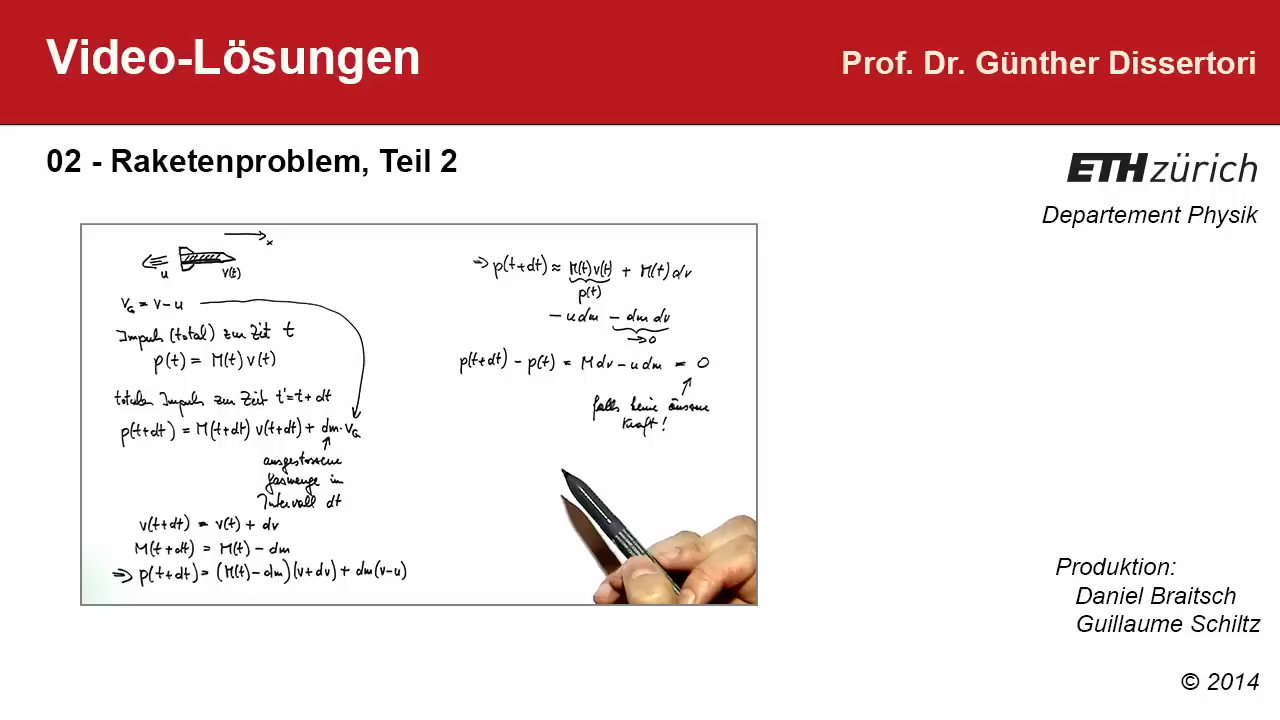 Video-Lösungen
Prof. Dr. Günther Dissertori
02 - Raketenproblem, Teil 2
ETH zürich
Departement Physik
x
u
v(t)
v_G = v - u
Impuls (total) zur Zeit t
p(t) = M(t) v(t)
totaler Impuls zur Zeit t' = t + dt
p(t+dt) = M(t+dt) v(t+dt) + dm · v_G
ausgestossene
Gasmenge im
Intervall dt
v(t+dt) = v(t) + dv
M(t+dt) = M(t) - dm
=> p(t+dt) = (M(t) - dm)(v + dv) + dm(v-u)
=> p(t+dt) ≈ M(t)v(t) + M(t) dv
p(t)
- u dm - dm dv
→ 0
p(t+dt) - p(t) = M dv - u dm = 0
falls keine äussere
Kraft!
Produktion:
Daniel Braitsch
Guillaume Schiltz
© 2014